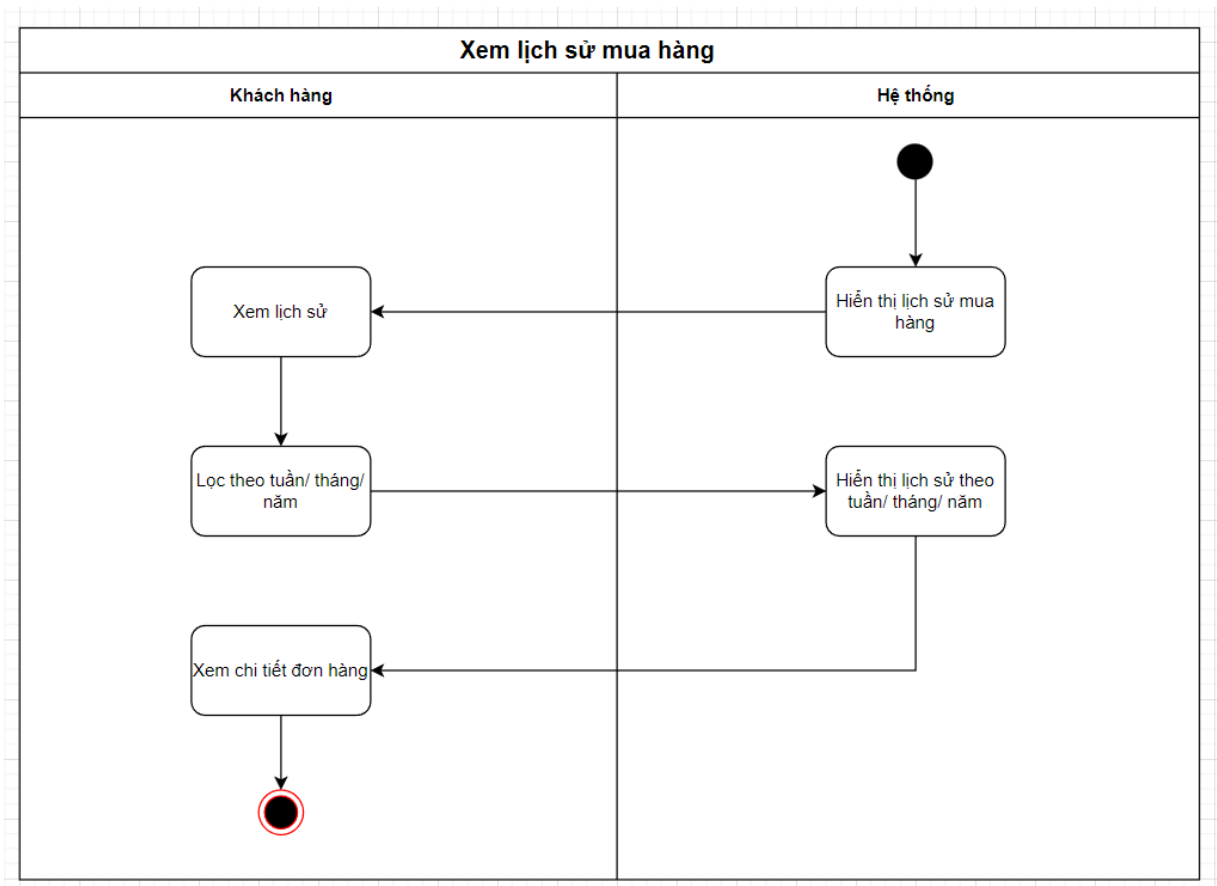 Xem lịch sử mua hàng
Khách hàng
Hệ thống
Hiển thị lịch sử mua
hàng
Xem lịch sử
Lọc theo tuần/ tháng/
năm
Hiển thị lịch sử theo
tuần/ tháng/ năm
Xem chi tiết đơn hàng